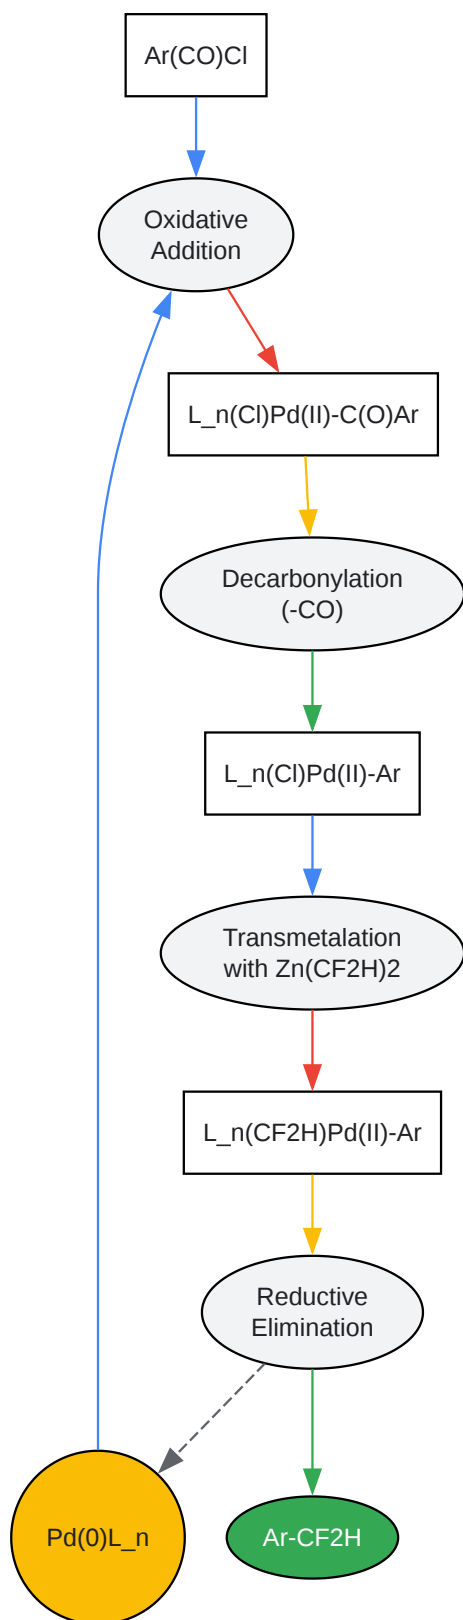 Ar(CO)Cl
Oxidative
Addition
L_n(Cl)Pd(II)-C(O)Ar
Decarbonylation
(-CO)
L_n(Cl)Pd(II)-Ar
Transmetalation
with Zn(CF2H)2
L_n(CF2H)Pd(II)-Ar
Reductive
Elimination
Pd(0)L_n
Ar-CF2H